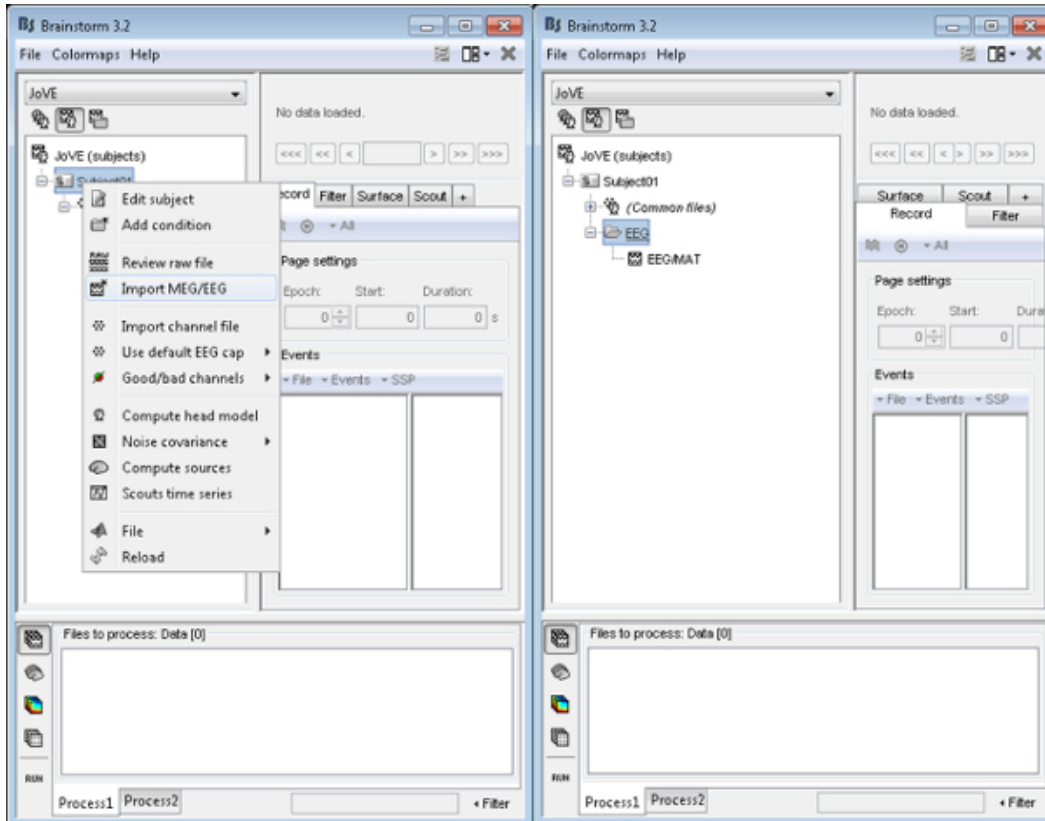 Brainstorm 3.2
File Colormaps Help
JoVE
No data loaded.
<<< << < > >> >>>
JoVE (subjects)
Subject01
Edit subject
Add condition
Review raw file
Import MEG/EEG
Import channel file
Use default EEG cap
Good/bad channels
Compute head model
Noise covariance
Compute sources
Scouts time series
File
Reload
ecord Filter Surface Scout +
All
Page settings
Epoch: Start: Duration:
0 0 0 s
Events
File Events SSP
Files to process: Data [0]
RUN
Process1 Process2
Filter
Brainstorm 3.2
File Colormaps Help
JoVE
No data loaded.
<<< << < > >> >>>
JoVE (subjects)
Subject01
(Common files)
EEG
EEG/MAT
Surface Scout +
Record Filter
All
Page settings
Epoch: Start: Dura
0 0
Events
File Events SSP
Files to process: Data [0]
RUN
Process1 Process2
Filter